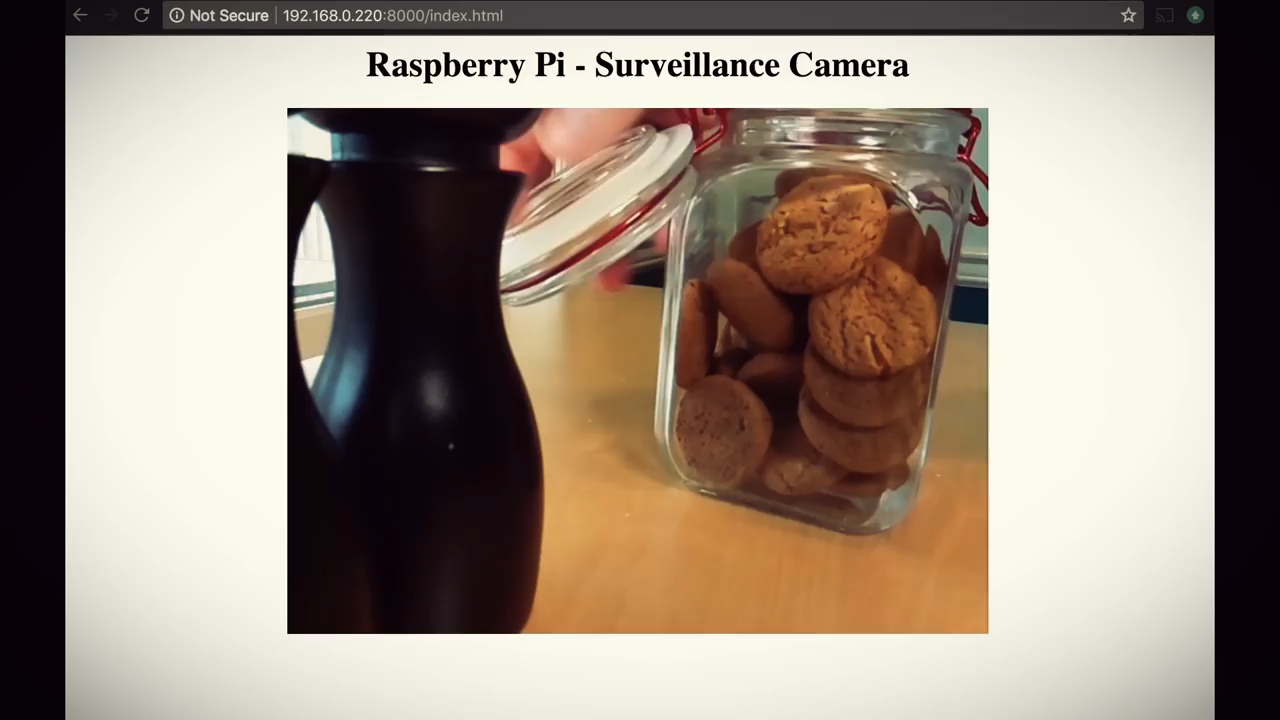 Not Secure 192.168.0.220:8000/index.html
Raspberry Pi - Surveillance Camera